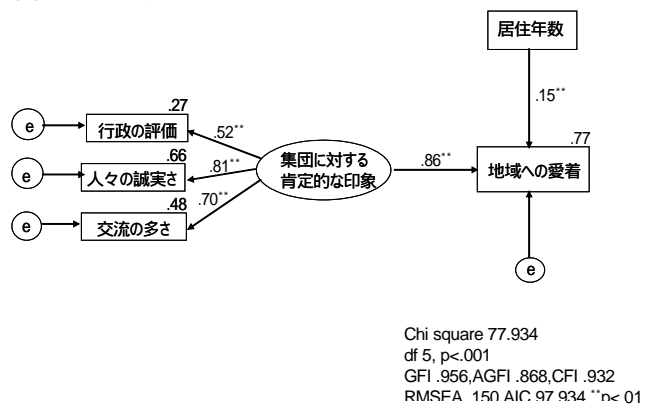 居住年数
.15**
.27
行政の評価
e
.52**
.77
.66
人々の誠実さ
e
.81**
集団に対する
肯定的な印象
.86**
地域への愛着
.48
交流の多さ
e
.70**
e
Chi square 77.934
df 5, p<.001
GFI .956,AGFI .868,CFI .932
RMSEA .150,AIC 97.934 **p<.01